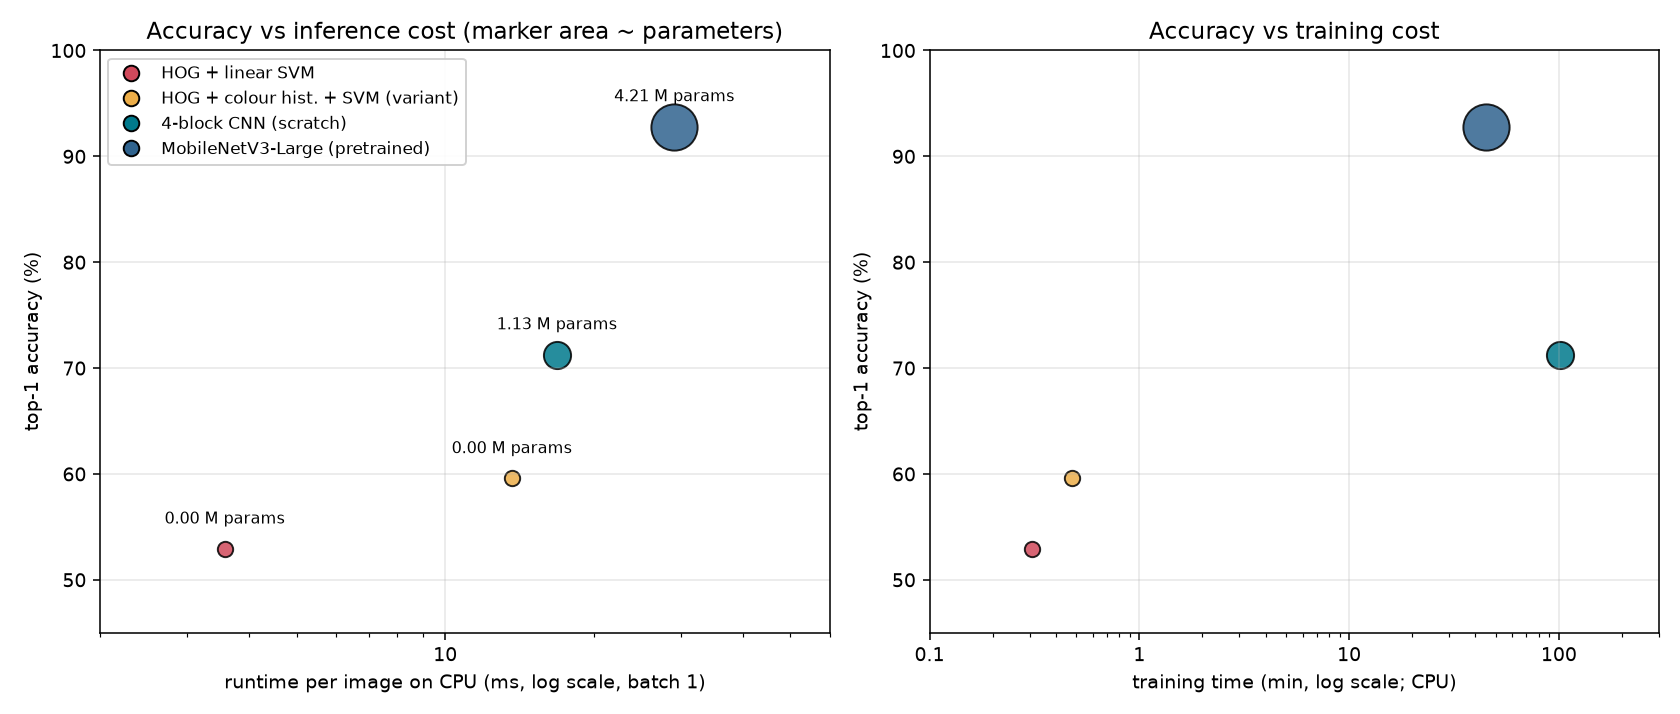 Accuracy vs inference cost (marker area ~ parameters)
100
90
80
70
60
50
top-1 accuracy (%)
HOG + linear SVM
HOG + colour hist. + SVM (variant)
4-block CNN (scratch)
MobileNetV3-Large (pretrained)
4.21 M params
1.13 M params
0.00 M params
0.00 M params
10
runtime per image on CPU (ms, log scale, batch 1)
Accuracy vs training cost
100
90
80
70
60
50
top-1 accuracy (%)
0.1
1
10
100
training time (min, log scale; CPU)